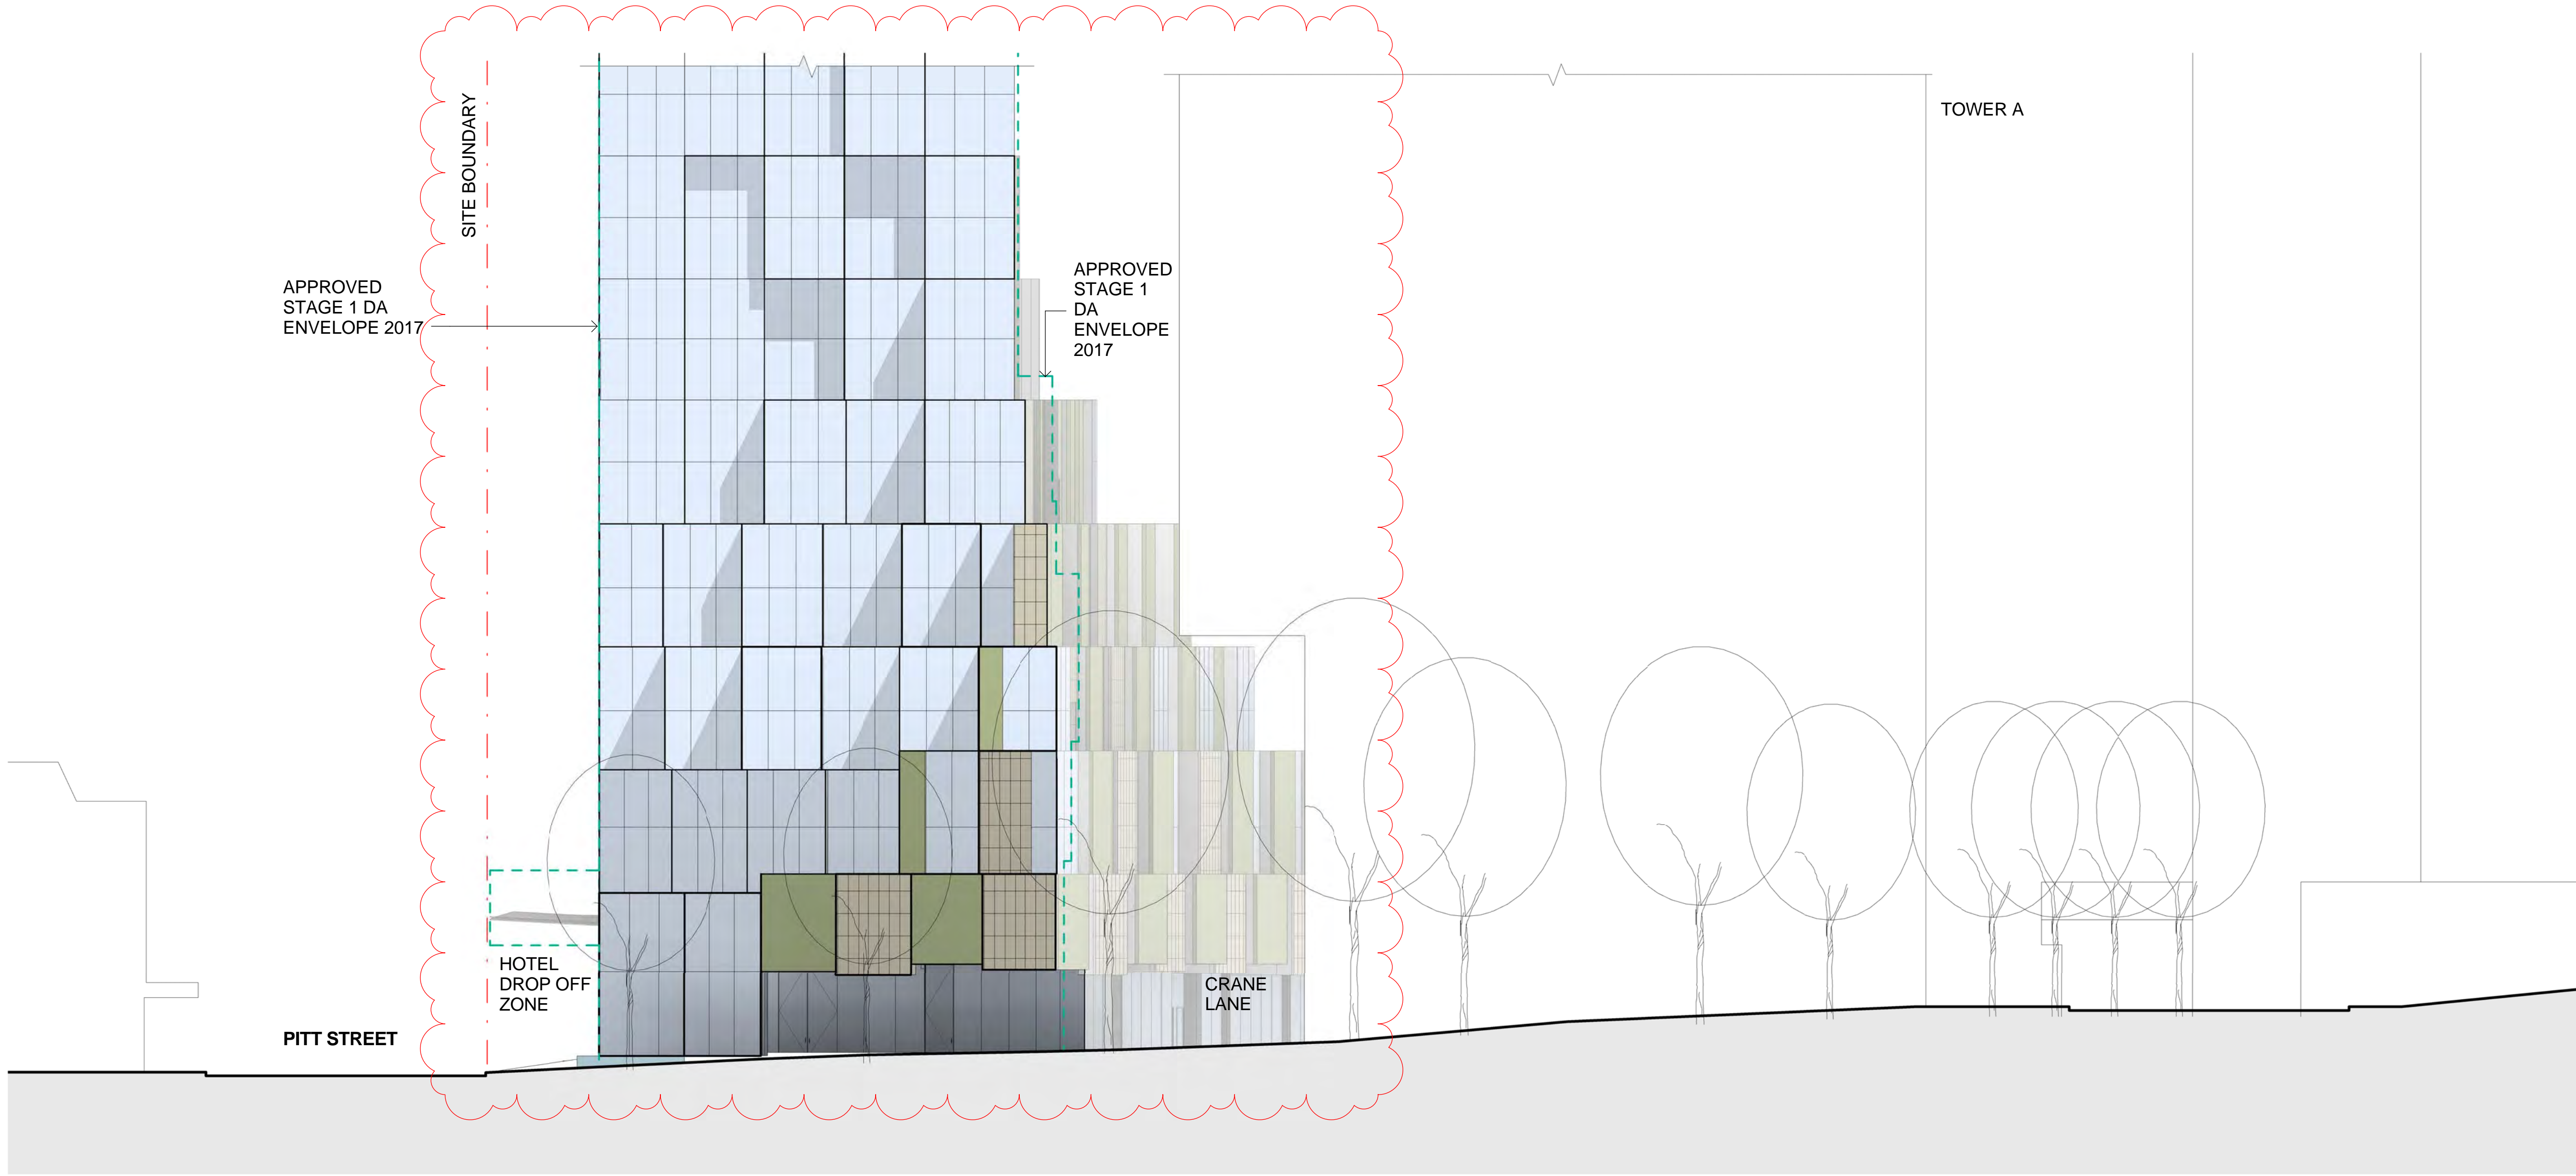 SITE BOUNDARY
TOWER A
APPROVED
STAGE 1 DA
ENVELOPE 2017
APPROVED
STAGE 1
DA
ENVELOPE
2017
HOTEL
DROP OFF
ZONE
CRANE
LANE
PITT STREET